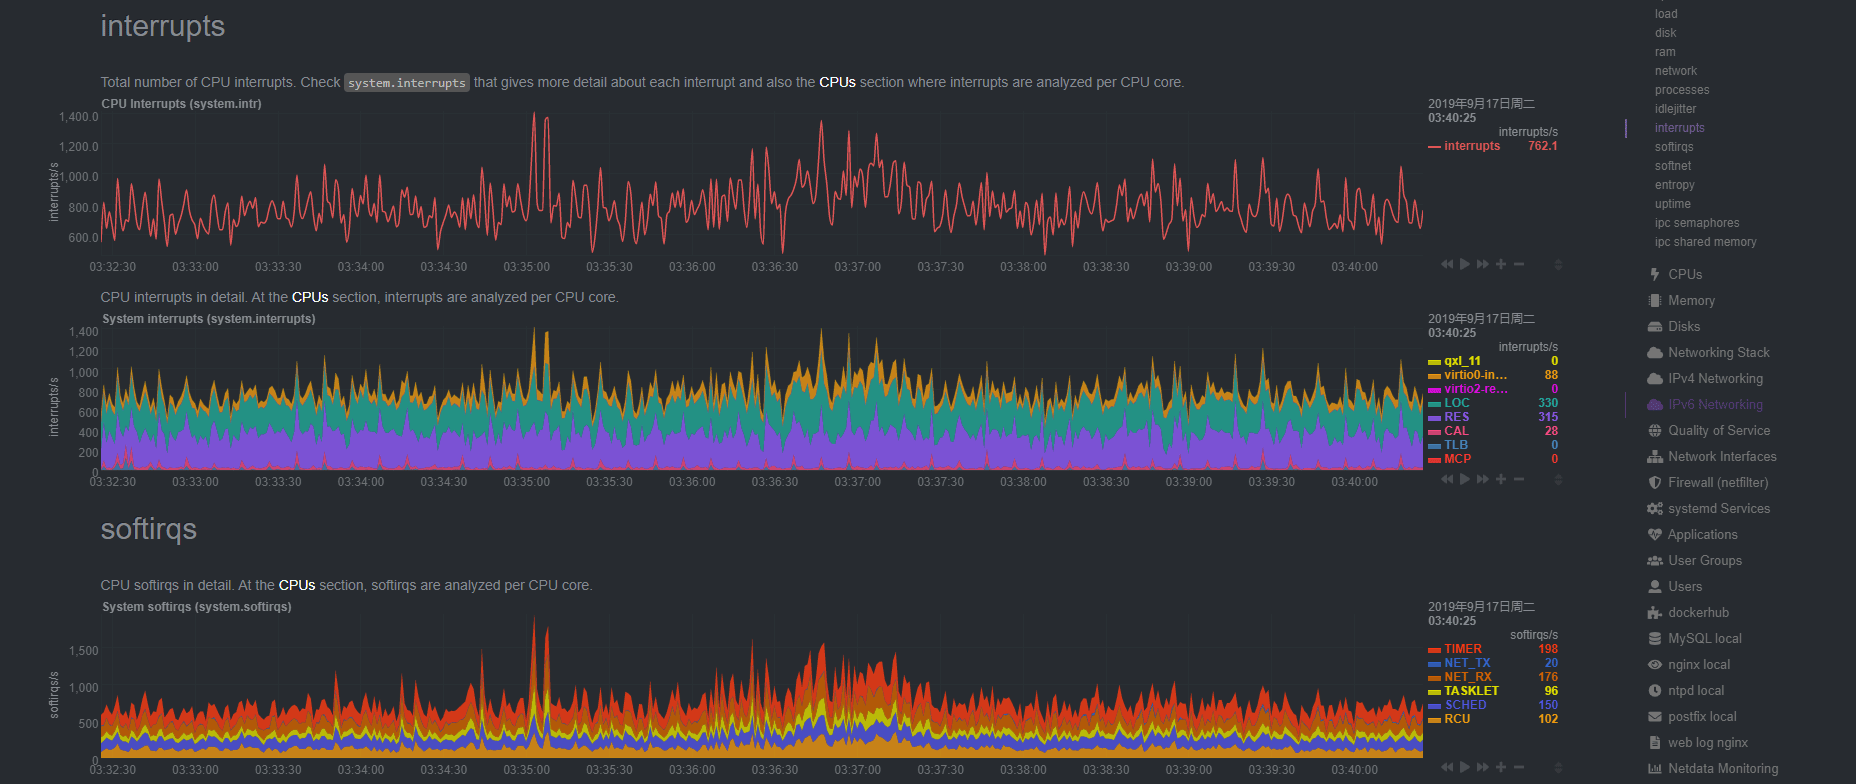 interrupts
Total number of CPU interrupts. Check system.interrupts that gives more detail about each interrupt and also the CPUs section where interrupts are analyzed per CPU core.
CPU Interrupts (system.intr)
1,400.0
1,200.0
1,000.0
800.0
600.0
interrupts/s
03:32:30 03:33:00 03:33:30 03:34:00 03:34:30 03:35:00 03:35:30 03:36:00 03:36:30 03:37:00 03:37:30 03:38:00 03:38:30 03:39:00 03:39:30 03:40:00
2019年9月17日周二
03:40:25
interrupts/s
interrupts 762.1
CPU interrupts in detail. At the CPUs section, interrupts are analyzed per CPU core.
System interrupts (system.interrupts)
1,400
1,200
1,000
800
600
400
200
0
interrupts/s
03:32:30 03:33:00 03:33:30 03:34:00 03:34:30 03:35:00 03:35:30 03:36:00 03:36:30 03:37:00 03:37:30 03:38:00 03:38:30 03:39:00 03:39:30 03:40:00
2019年9月17日周二
03:40:25
interrupts/s
qxl_11 0
virtio0-in... 88
virtio2-re... 0
LOC 330
RES 315
CAL 28
TLB 0
MCP 0
softirqs
CPU softirqs in detail. At the CPUs section, softirqs are analyzed per CPU core.
System softirqs (system.softirqs)
1,500
1,000
500
0
softirqs/s
03:32:30 03:33:00 03:33:30 03:34:00 03:34:30 03:35:00 03:35:30 03:36:00 03:36:30 03:37:00 03:37:30 03:38:00 03:38:30 03:39:00 03:39:30 03:40:00
2019年9月17日周二
03:40:25
softirqs/s
TIMER 198
NET_TX 20
NET_RX 176
TASKLET 96
SCHED 150
RCU 102
load
disk
ram
network
processes
idlejitter
interrupts
softirqs
softnet
entropy
uptime
ipc semaphores
ipc shared memory
CPUs
Memory
Disks
Networking Stack
IPv4 Networking
IPv6 Networking
Quality of Service
Network Interfaces
Firewall (netfilter)
systemd Services
Applications
User Groups
Users
dockerhub
MySQL local
nginx local
ntpd local
postfix local
web log nginx
Netdata Monitoring